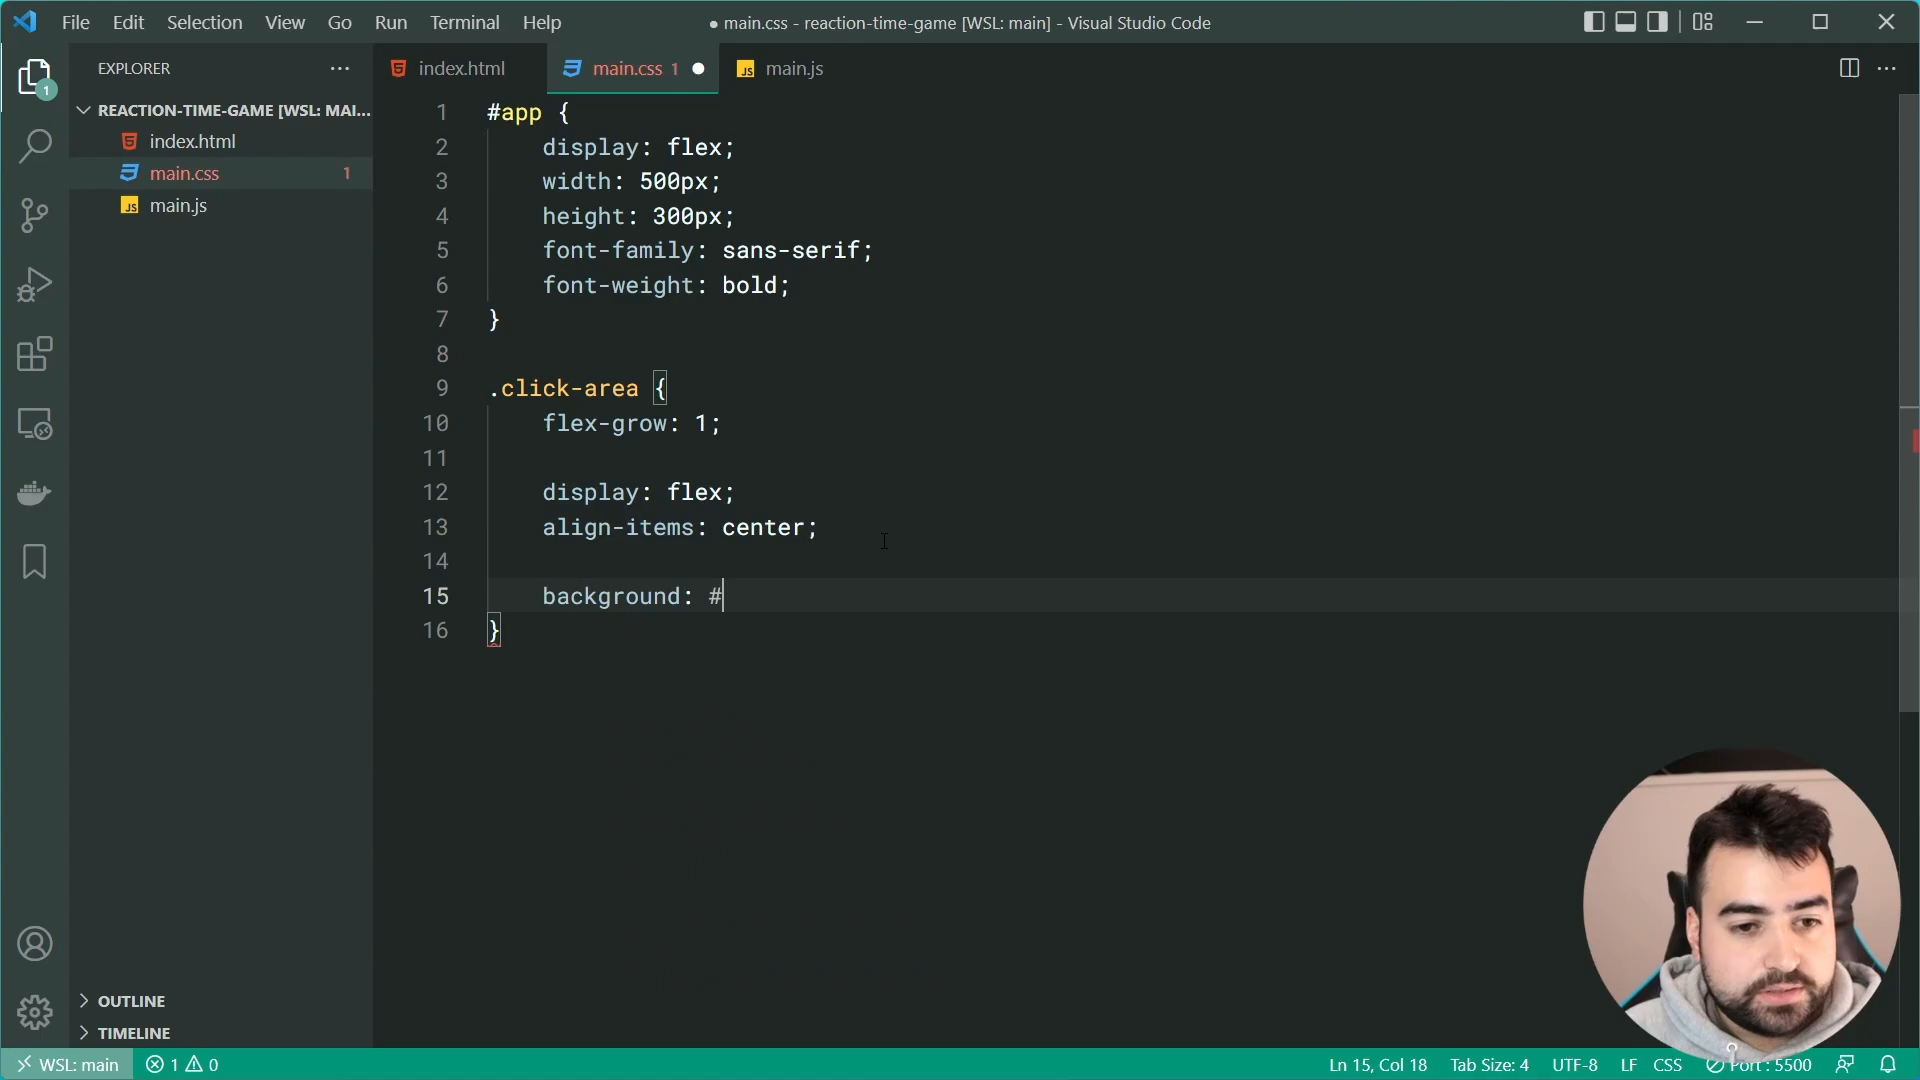 File Edit Selection View Go Run Terminal Help
● main.css - reaction-time-game [WSL: main] - Visual Studio Code
EXPLORER
REACTION-TIME-GAME [WSL: MAI...
index.html
main.css 1
main.js
OUTLINE
TIMELINE
1
index.html
main.css 1
JS main.js
1 #app {
2 display: flex;
3 width: 500px;
4 height: 300px;
5 font-family: sans-serif;
6 font-weight: bold;
7 }
8
9 .click-area {
10 flex-grow: 1;
11
12 display: flex;
13 align-items: center;
14
15 background: #
16 }
WSL: main
1 0
Ln 15, Col 18 Tab Size: 4 UTF-8 LF CSS Port : 5500